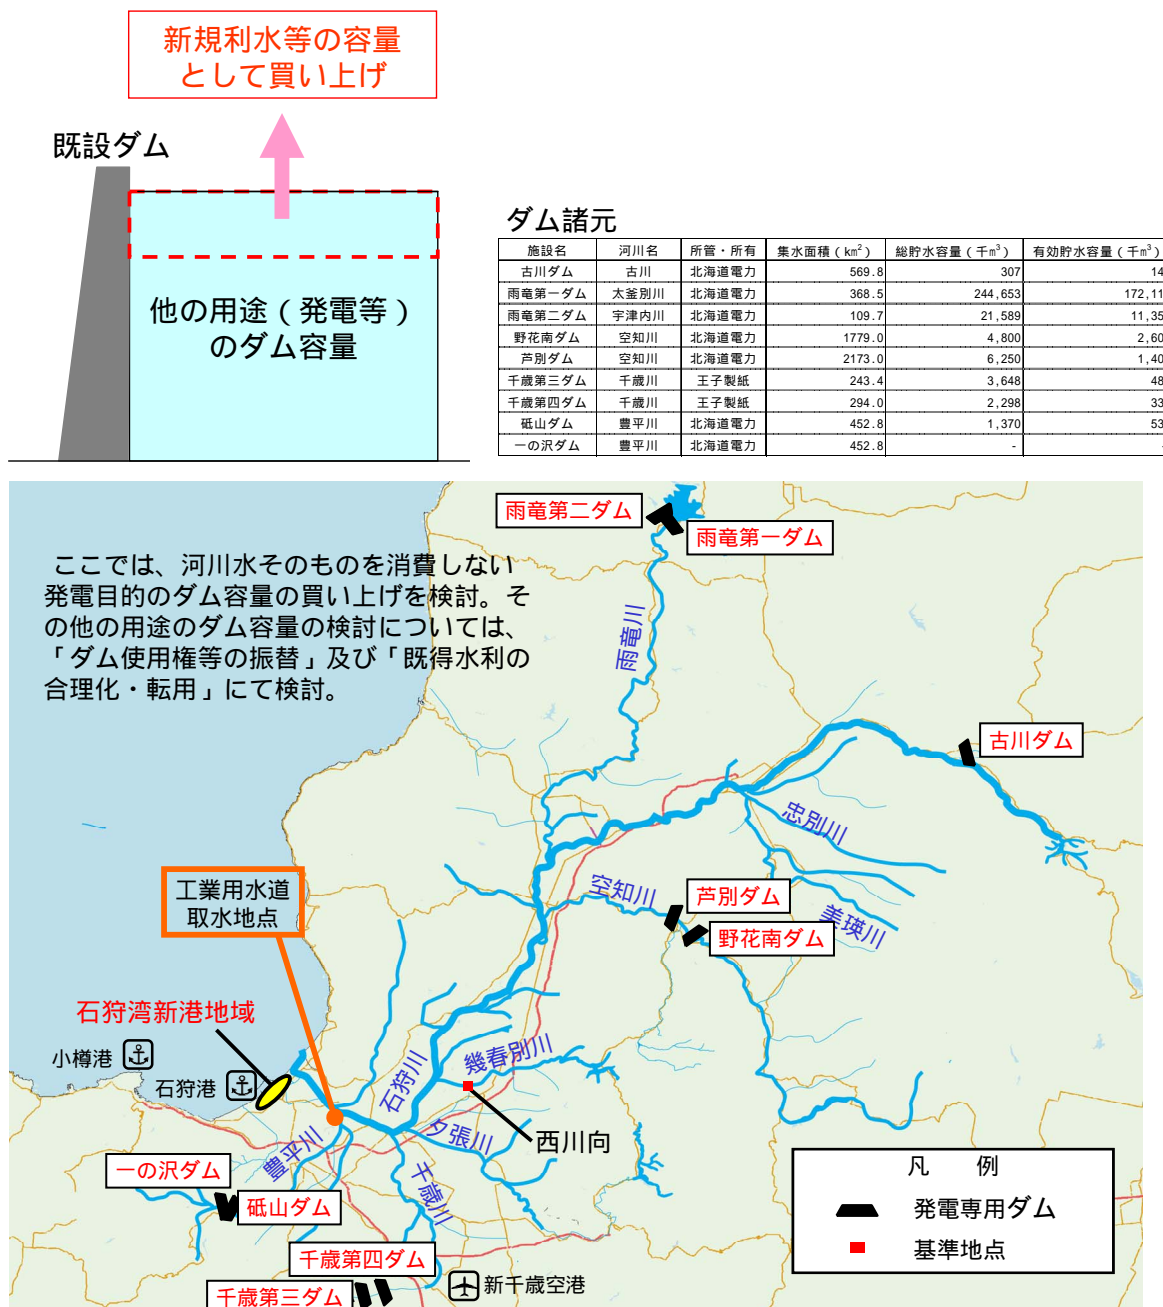 新規利水等の容量
として買い上げ
既設ダム
他の用途（発電等）
のダム容量
ダム諸元
施設名 河川名 所管・所有 集水面積（km²） 総貯水容量（千m³） 有効貯水容量（千m³）
古川ダム 古川 北海道電力 569.8 307 14
雨竜第一ダム 太釜別川 北海道電力 368.5 244,653 172,11
雨竜第二ダム 宇津内川 北海道電力 109.7 21,589 11,35
野花南ダム 空知川 北海道電力 1779.0 4,800 2,60
芦別ダム 空知川 北海道電力 2173.0 6,250 1,40
千歳第三ダム 千歳川 王子製紙 243.4 3,648 48
千歳第四ダム 千歳川 王子製紙 294.0 2,298 33
砥山ダム 豊平川 北海道電力 452.8 1,370 53
一の沢ダム 豊平川 北海道電力 452.8 -
ここでは、河川水そのものを消費しない
発電目的のダム容量の買い上げを検討。そ
の他の用途のダム容量の検討については、
「ダム使用権等の振替」及び「既得水利の
合理化・転用」にて検討。
雨竜第二ダム
雨竜第一ダム
雨竜川
古川ダム
忠別川
空知川
芦別ダム
美瑛川
野花南ダム
工業用水道
取水地点
石狩湾新港地域
小樽港
石狩港
石狩川
幾春別川
夕張川
西川向
豊平川
千歳川
一の沢ダム
砥山ダム
千歳第四ダム
千歳第三ダム
新千歳空港
凡 例
発電専用ダム
基準地点